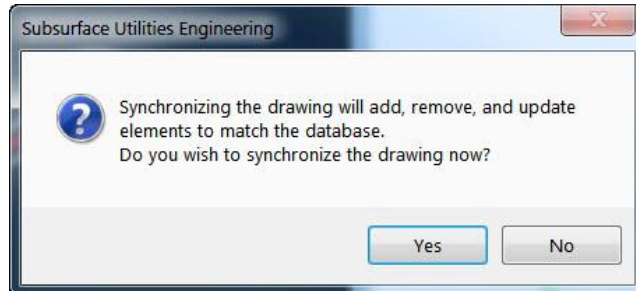 Subsurface Utilities Engineering
Synchronizing the drawing will add, remove, and update
elements to match the database.
Do you wish to synchronize the drawing now?
Yes No